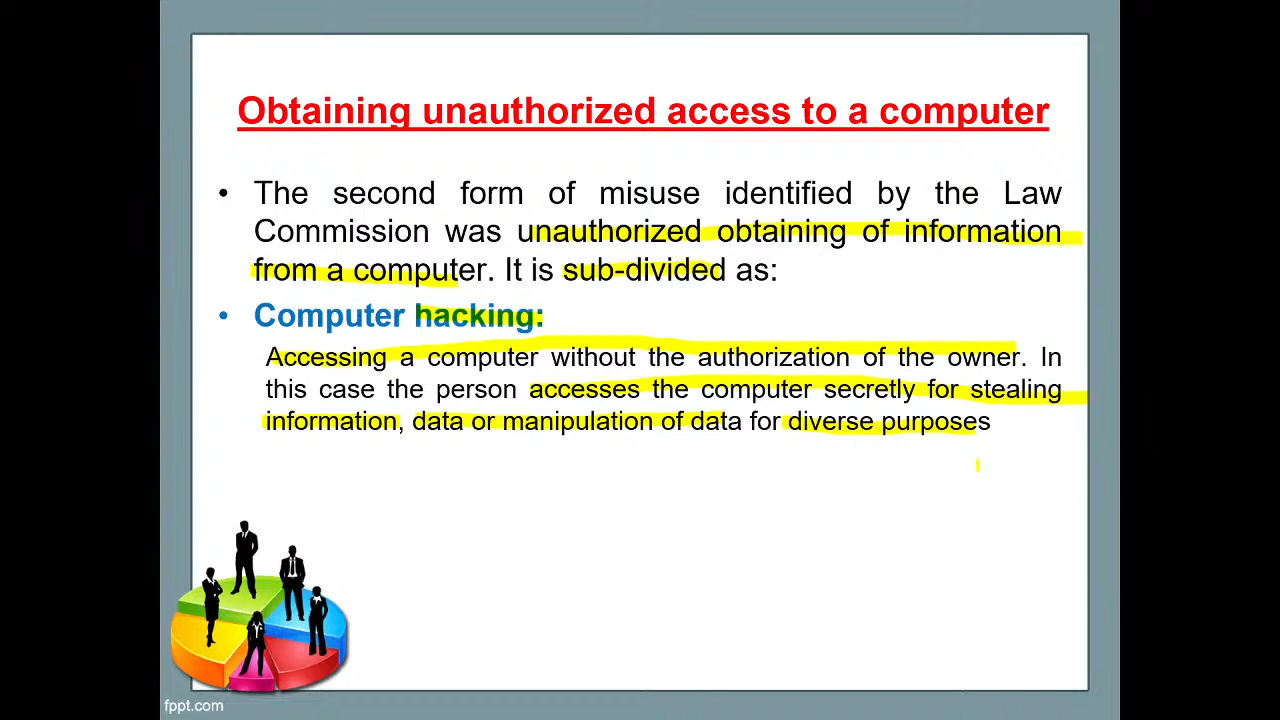 Obtaining unauthorized access to a computer
• The second form of misuse identified by the Law
Commission was unauthorized obtaining of information
from a computer. It is sub-divided as:
• Computer hacking:
Accessing a computer without the authorization of the owner. In
this case the person accesses the computer secretly for stealing
information, data or manipulation of data for diverse purposes
fppt.com